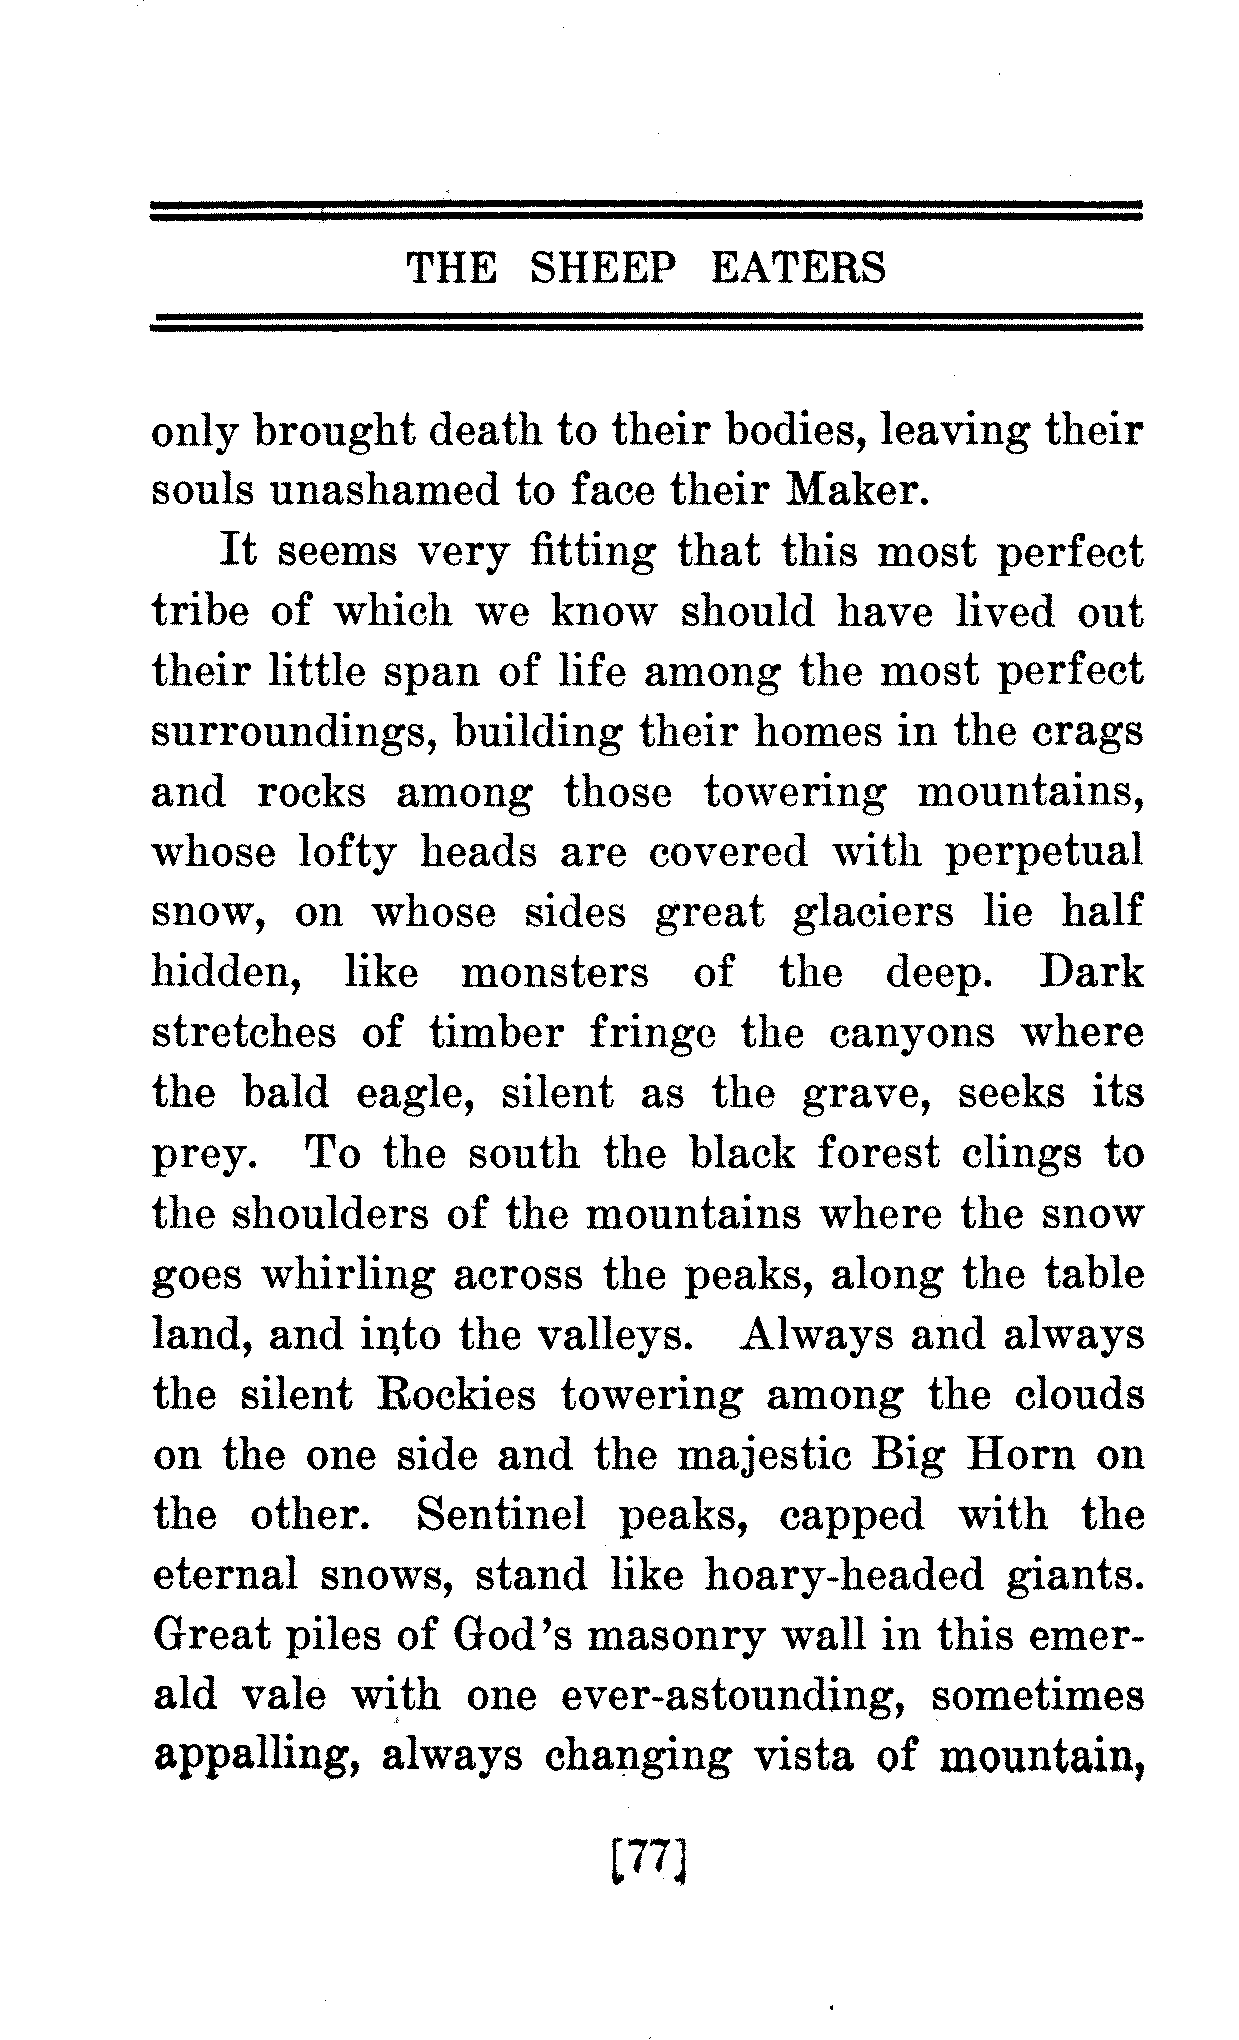 THE SHEEP EATERS
only brought death to their bodies, leaving their
souls unashamed to face their Maker.
It seems very fitting that this most perfect
tribe of which we know should have lived out
their little span of life among the most perfect
surroundings, building their homes in the crags
and rocks among those towering mountains,
whose lofty heads are covered with perpetual
snow, on whose sides great glaciers lie half
hidden, like monsters of the deep. Dark
stretches of timber fringe the canyons where
the bald eagle, silent as the grave, seeks its
prey. To the south the black forest clings to
the shoulders of the mountains where the snow
goes whirling across the peaks, along the table
land, and into the valleys. Always and always
the silent Rockies towering among the clouds
on the one side and the majestic Big Horn on
the other. Sentinel peaks, capped with the
eternal snows, stand like hoary-headed giants.
Great piles of God's masonry wall in this emer-
ald vale with one ever-astounding, sometimes
appalling, always changing vista of mountain,
[77]